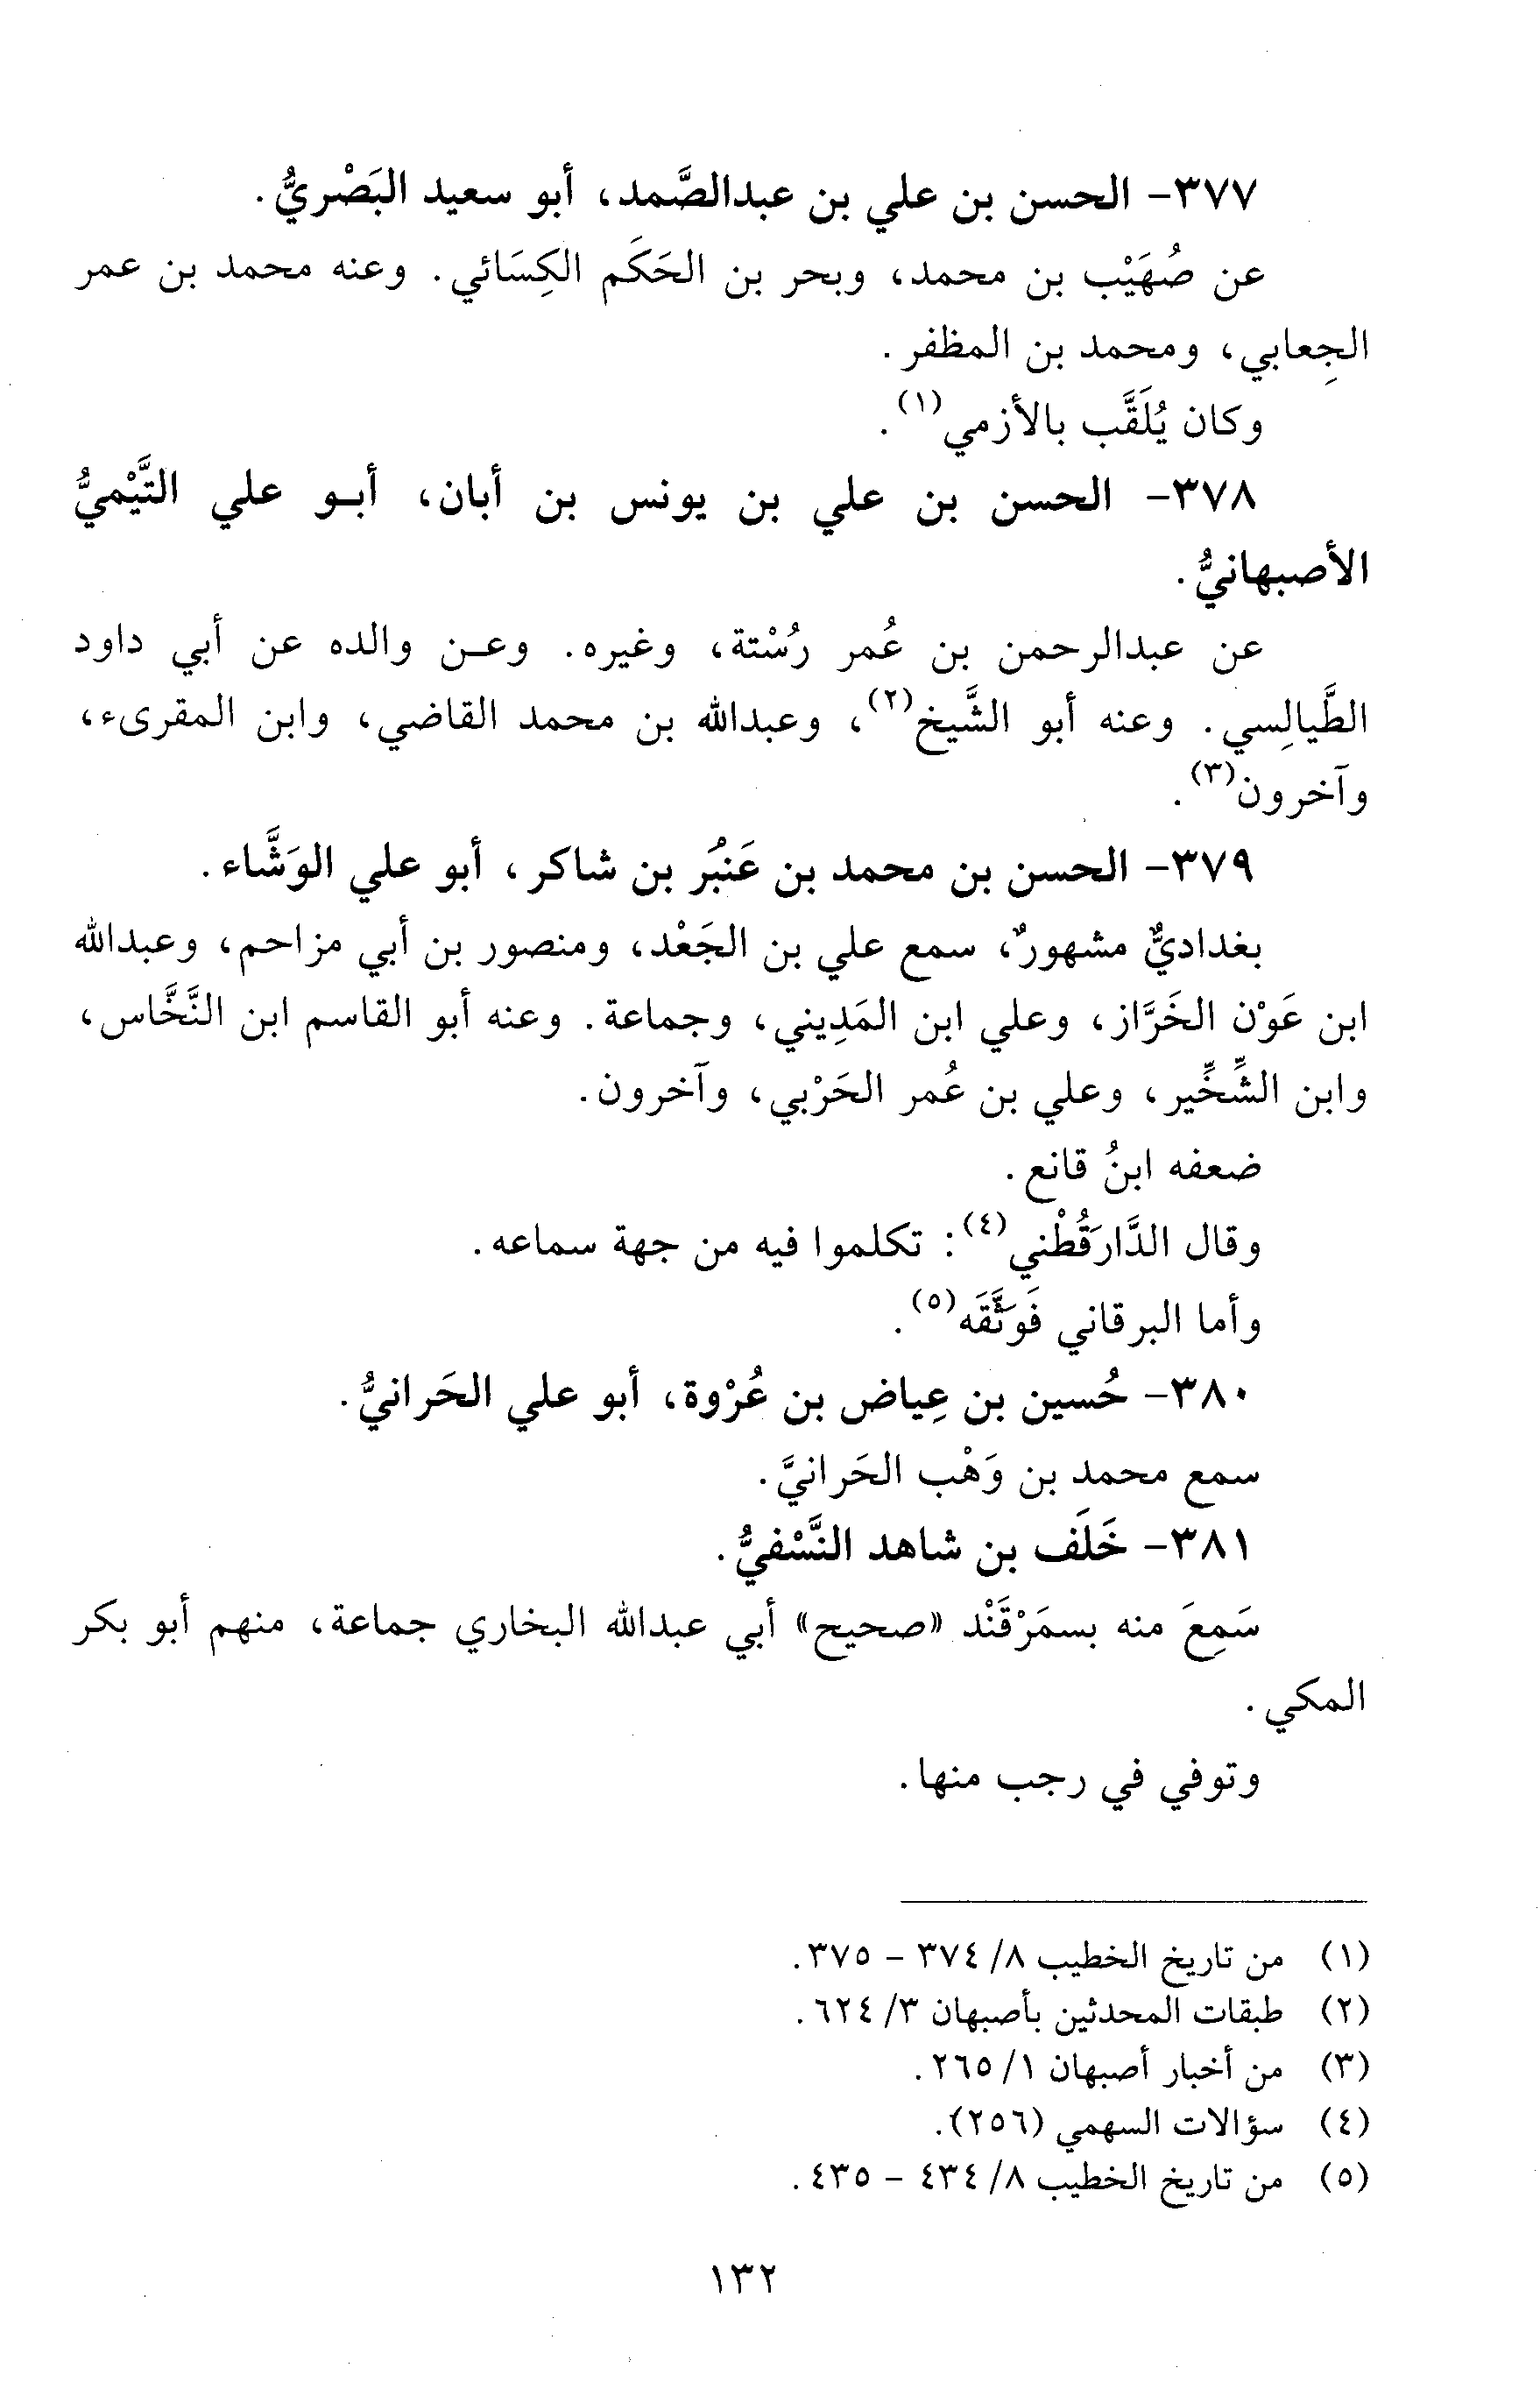 ٣٧٧- الحسن بن علي بن عبدالصَّمد، أبو سعيد البَصْريُّ.
عن صُهَيْب بن محمد، وبحر بن الحَكَم الكِسَائي. وعنه محمد بن عمر
الجِعابي، ومحمد بن المظفر.
وكان يُلَقَّب بالأزمي(١).
٣٧٨- الحسن بن علي بن يونس بن أبان، أبـو علي التَّيْميُّ
الأصبهانيُّ.
عن عبدالرحمن بن عُمر رُسْتة، وغيره. وعـن والده عن أبي داود
الطَّيالِسي. وعنه أبو الشَّيخ(٢)، وعبدالله بن محمد القاضي، وابن المقرىء،
وآخرون(٣).
٣٧٩- الحسن بن محمد بن عَنبُر بن شاكر، أبو علي الوَشَّاء.
بغداديٌّ مشهورٌ، سمع علي بن الجَعْد، ومنصور بن أبي مزاحم، وعبدالله
ابن عَوْن الخَرَّاز، وعلي ابن المَدِيني، وجماعة. وعنه أبو القاسم ابن النَّخَّاس،
وابن الشِّخِّير، وعلي بن عُمر الحَرْبي، وآخرون.
ضعفه ابنُ قانع.
وقال الدَّارَقُطْني(٤): تكلموا فيه من جهة سماعه.
وأما البرقاني فَوَثَّقَه(٥).
٣٨٠- حُسين بن عِياض بن عُرْوة، أبو علي الحَرانيُّ.
سمع محمد بن وَهْب الحَرانيَّ.
٣٨١- خَلَف بن شاهد النَّسْفيُّ.
سَمِعَ منه بسمَرْقَنْد «صحيح» أبي عبدالله البخاري جماعة، منهم أبو بكر
المكي.
وتوفي في رجب منها.
(١) من تاريخ الخطيب ٨/ ٣٧٤ - ٣٧٥.
(٢) طبقات المحدثين بأصبهان ٣/ ٦٢٤.
(٣) من أخبار أصبهان ١/ ٢٦٥.
(٤) سؤالات السهمي (٢٥٦).
(٥) من تاريخ الخطيب ٨/ ٤٣٤ - ٤٣٥.
١٣٢